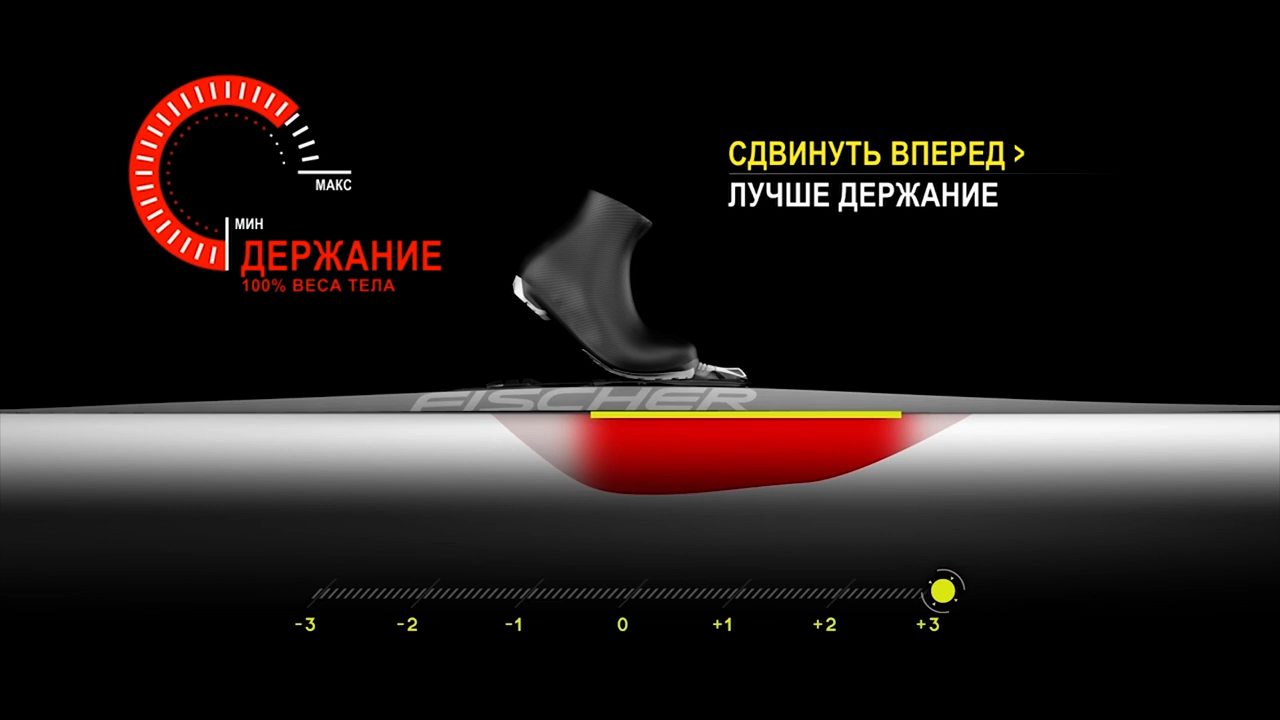 СДВИНУТЬ ВПЕРЕД >
ЛУЧШЕ ДЕРЖАНИЕ
МАКС
МИН
ДЕРЖАНИЕ
100% ВЕСА ТЕЛА
FISCHER
-3 -2 -1 0 +1 +2 +3